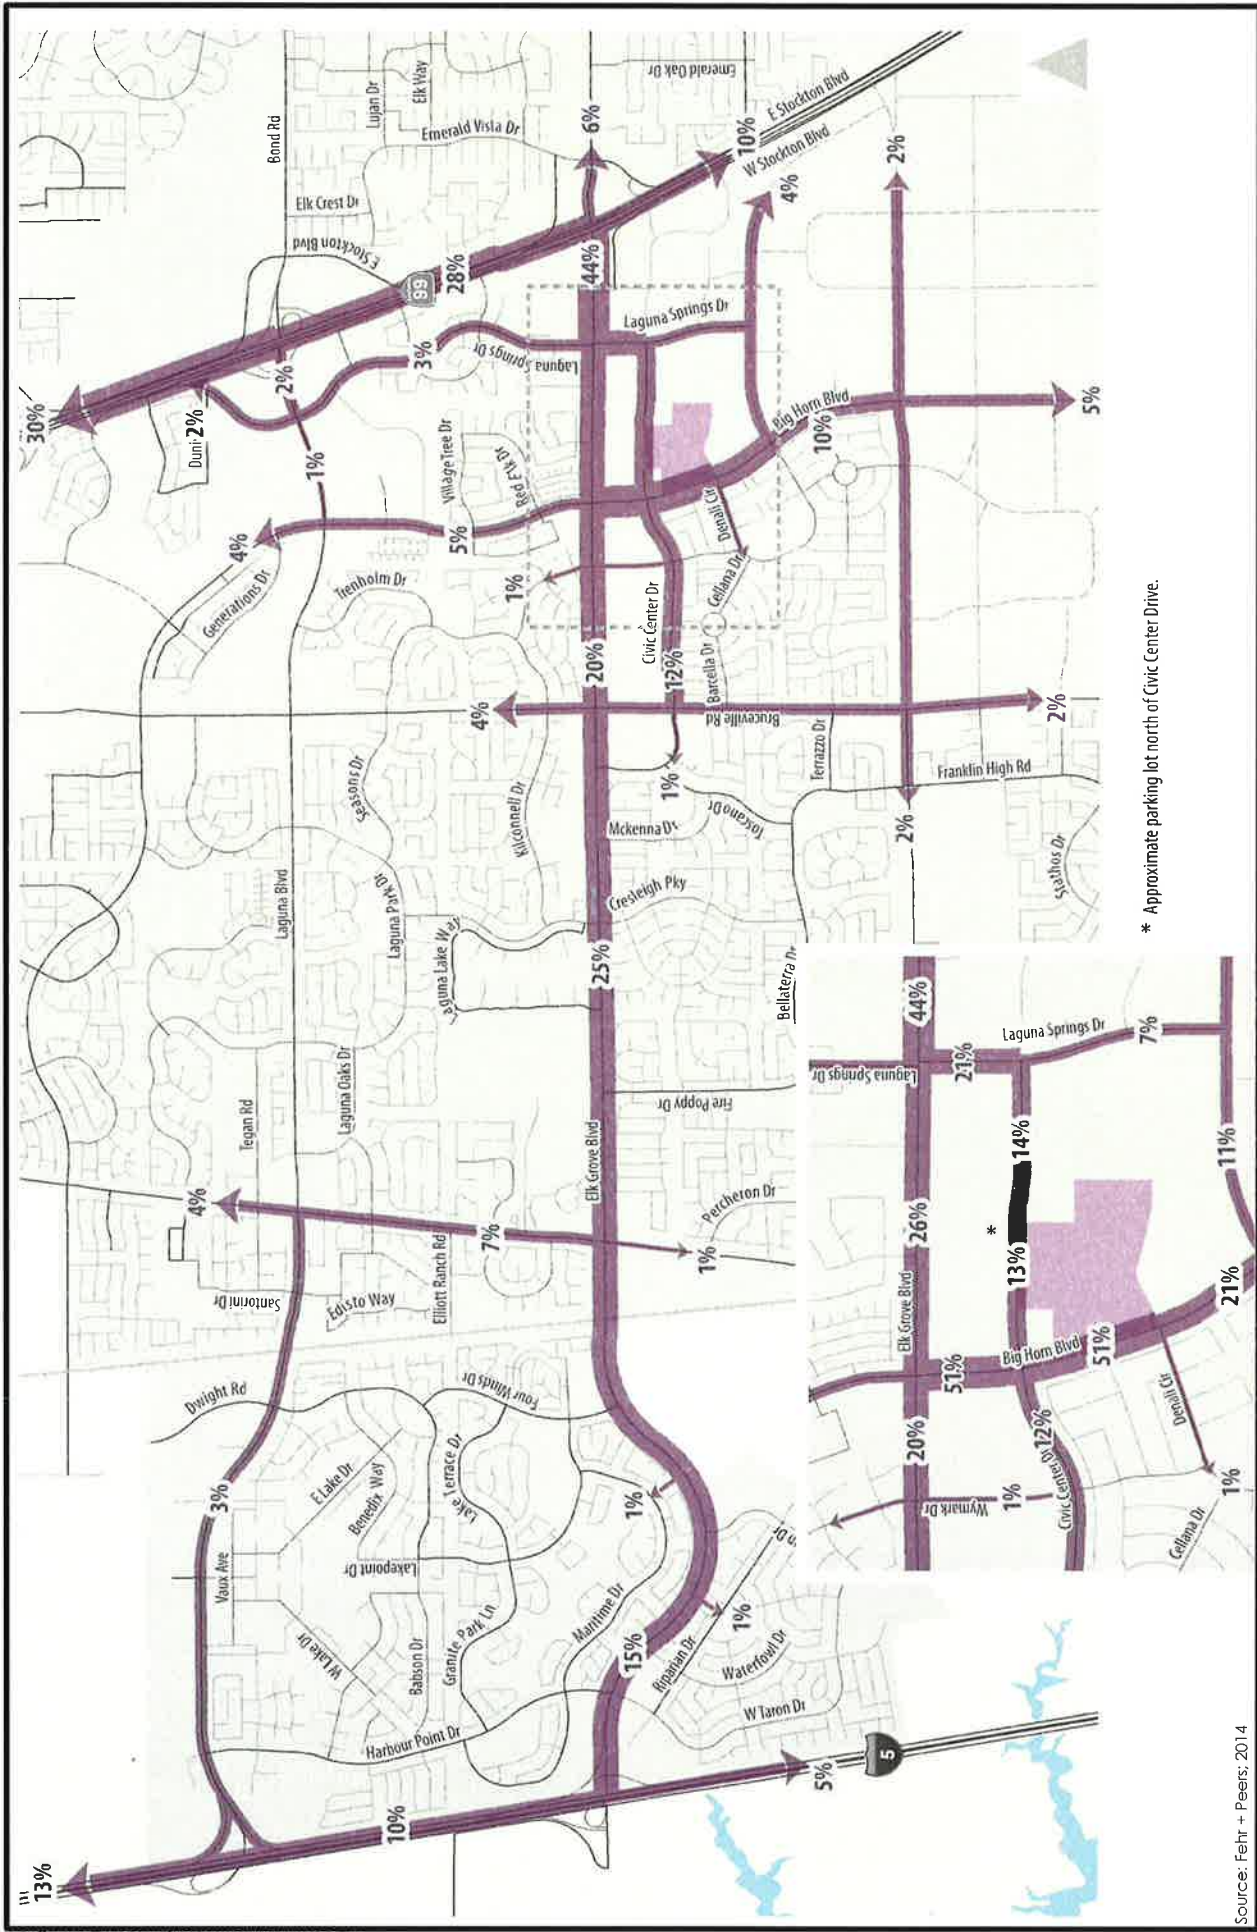 30%
Bond Rd
Lujan Dr
Elk Way
Emerald Oak Dr
Emerald Vista Dr
Elk Crest Dr
E Stockton Blvd
6%
10%
E Stockton Blvd
W Stockton Blvd
2%
4%
99
28%
44%
Laguna Springs Dr
Laguna Springs Dr
3%
2%
Duni
2%
1%
Village Tree Dr
Red Elk Dr
Big Horn Blvd
10%
5%
4%
Generations Dr
5%
Trenholm Dr
1%
Denali Cir
Cellana Dr
Civic Center Dr
20%
12%
Barcella Dr
4%
Bruceville Rd
2%
Terrazzo Dr
Franklin High Rd
1%
2%
Seasons Dr
Kilconnell Dr
Mckenna Dr
Toscano Dr
Stathos Dr
Laguna Blvd
Laguna Park Dr
Cresleigh Pky
aguna Lake Way
25%
Bellaterra Dr
Laguna Oaks Dr
Tegan Rd
Fire Poppy Dr
Elk Grove Blvd
4%
7%
Percheron Dr
1%
Elliott Ranch Rd
Santorini Dr
Edisto Way
Dwight Rd
Four Winds Dr
3%
E Lake Dr
Benedix Way
Lake Terrace Dr
1%
Vaux Ave
Lakepoint Dr
W Lake Dr
Babson Dr
Granite Park Ln
Maritime Dr
15%
1%
Riparian Dr
Waterfowl Dr
W Taron Dr
Harbour Point Dr
5%
5
10%
13%
44%
Laguna Springs Dr
Laguna Springs Dr
21%
7%
14%
11%
26%
*
13%
Elk Grove Blvd
51%
Big Horn Blvd
51%
21%
20%
12%
Denali Cir
Wymark Dr
1%
Civic Center Dr
1%
Cellana Dr
* Approximate parking lot north of Civic Center Drive.
Source: Fehr + Peers; 2014